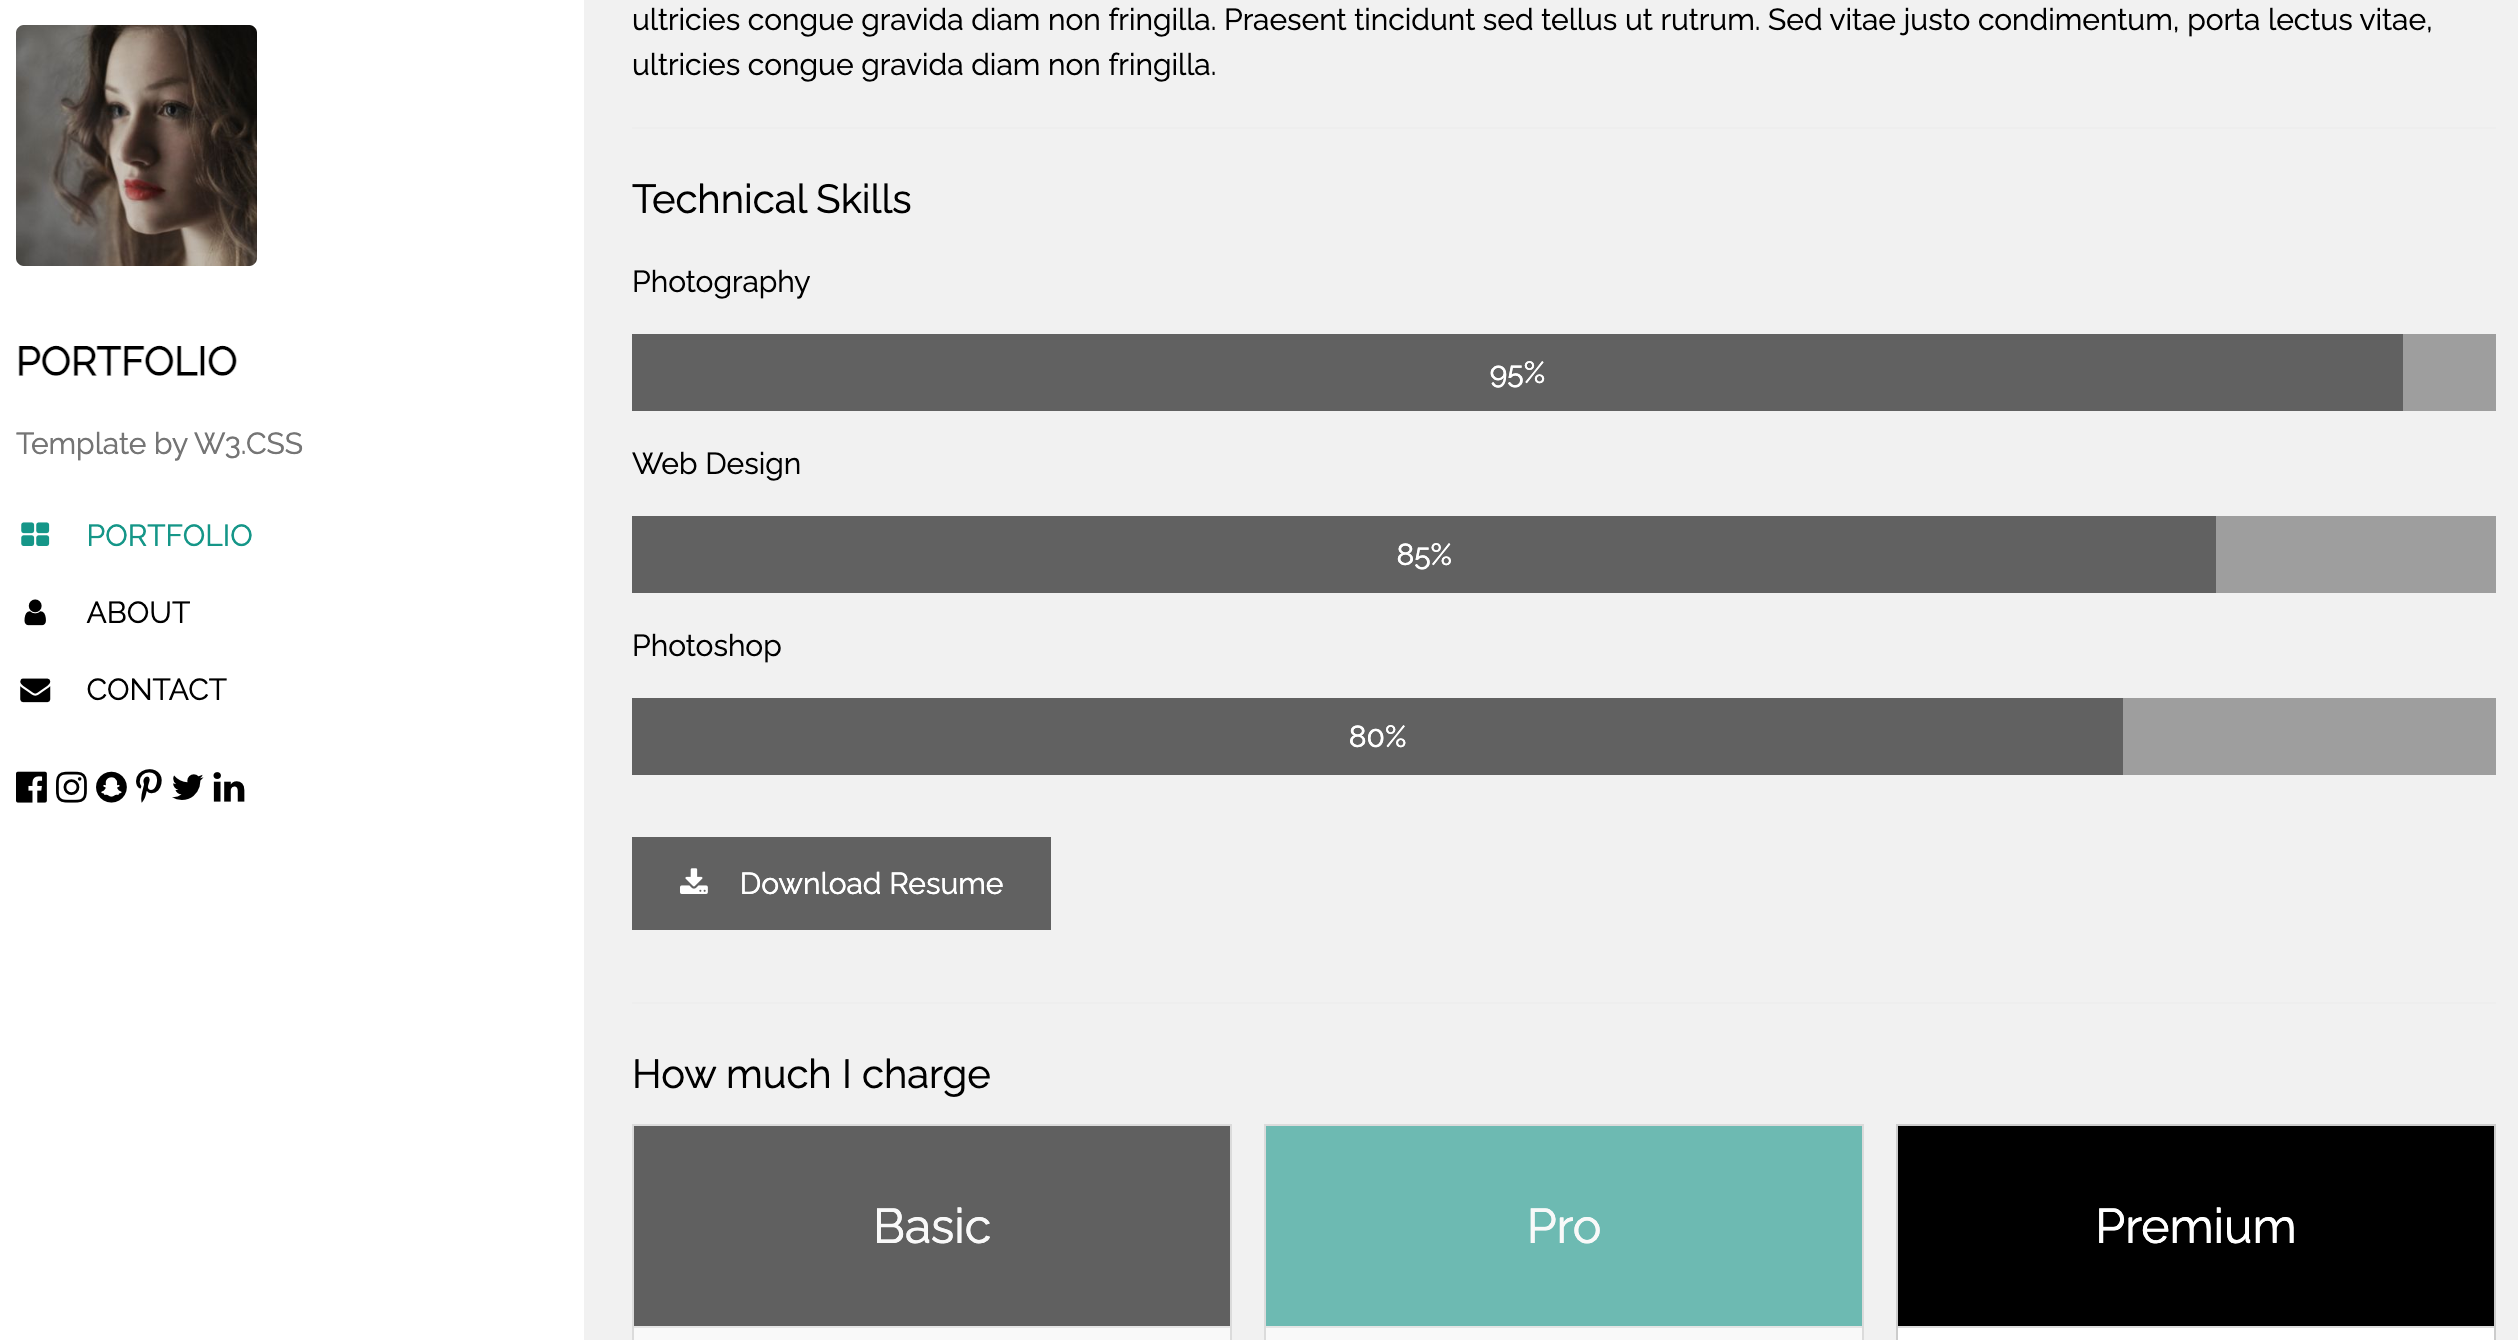 PORTFOLIO
Template by W3.CSS
PORTFOLIO
ABOUT
CONTACT
ultricies congue gravida diam non fringilla. Praesent tincidunt sed tellus ut rutrum. Sed vitae justo condimentum, porta lectus vitae,
ultricies congue gravida diam non fringilla.
Technical Skills
Photography
95%
Web Design
85%
Photoshop
80%
Download Resume
How much I charge
Basic
Pro
Premium